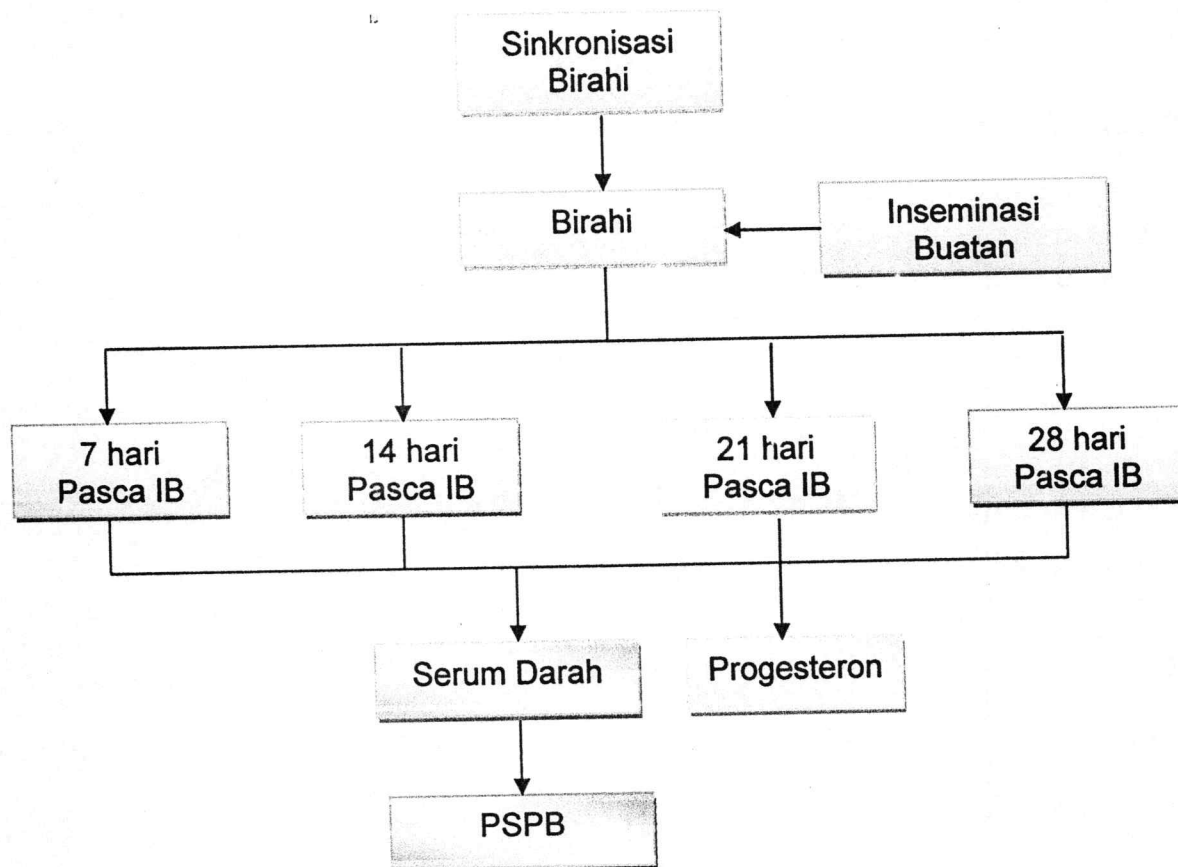 Sinkronisasi
Birahi
Birahi
Inseminasi
Buatan
7 hari
Pasca IB
14 hari
Pasca IB
21 hari
Pasca IB
28 hari
Pasca IB
Serum Darah
Progesteron
PSPB